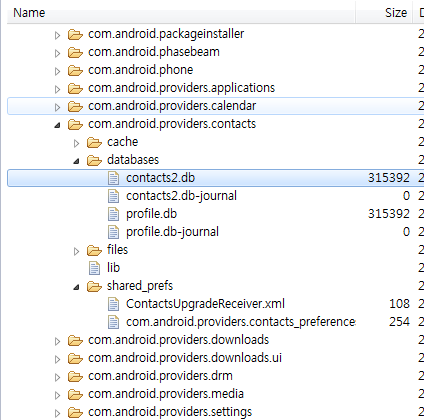 Name Size D
com.android.packageinstaller 2
com.android.phasebeam 2
com.android.phone 2
com.android.providers.applications 2
com.android.providers.calendar 2
com.android.providers.contacts 2
cache 2
databases 2
contacts2.db 315392 2
contacts2.db-journal 0 2
profile.db 315392 2
profile.db-journal 0 2
files 2
lib 2
shared_prefs 2
ContactsUpgradeReceiver.xml 108 2
com.android.providers.contacts_preference 254 2
com.android.providers.downloads 2
com.android.providers.downloads.ui 2
com.android.providers.drm 2
com.android.providers.media 2
com.android.providers.settings 2